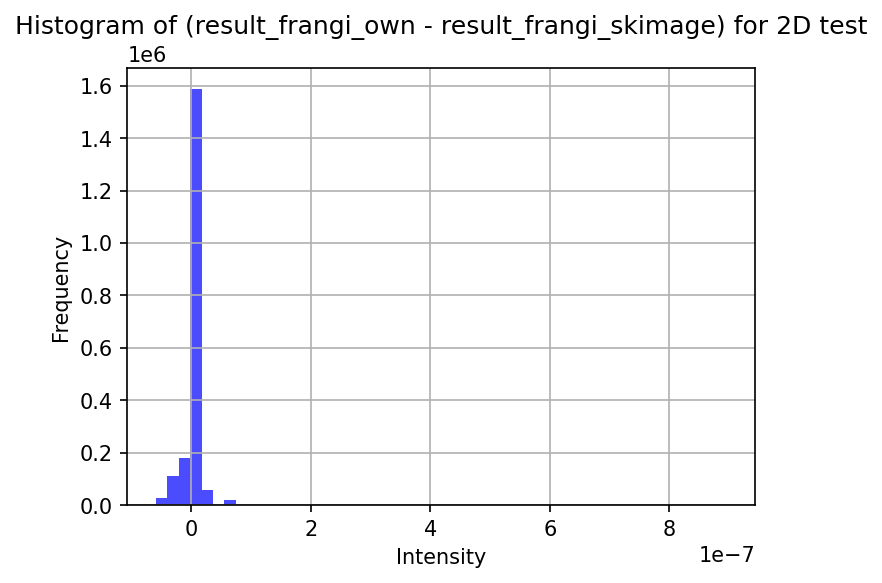 Histogram of (result_frangi_own - result_frangi_skimage) for 2D test
1e6
1.6
1.4
1.2
1.0
0.8
0.6
0.4
0.2
0.0
Frequency
0 2 4 6 8
1e−7
Intensity